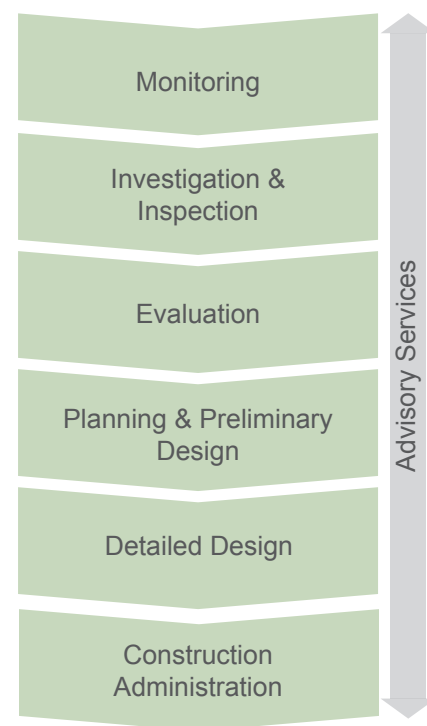 Monitoring
Investigation &
Inspection
Evaluation
Planning & Preliminary
Design
Detailed Design
Construction
Administration
Advisory Services